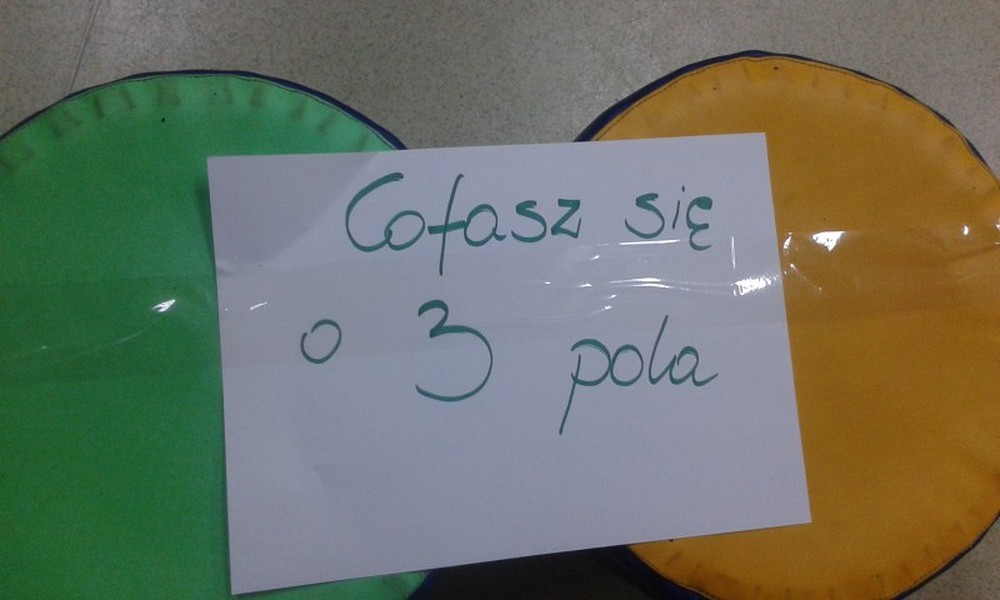 Cofasz się
o 3 pola